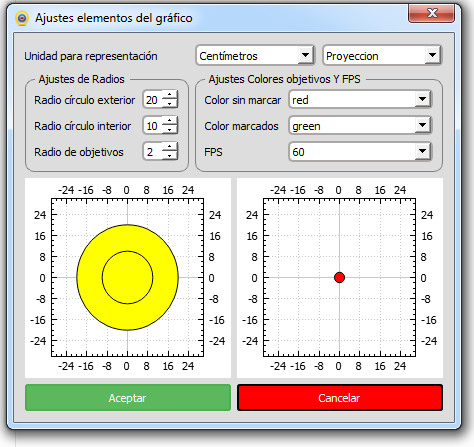 Ajustes elementos del gráfico
Unidad para representación Centímetros Proyeccion
Ajustes de Radios
Radio círculo exterior 20
Radio círculo interior 10
Radio de objetivos 2
Ajustes Colores objetivos Y FPS
Color sin marcar red
Color marcados green
FPS 60
-24 -16 -8 0 8 16 24
24 24
16 16
8 8
0 0
-8 -8
-16 -16
-24 -24
-24 -16 -8 0 8 16 24
-24 -16 -8 0 8 16 24
24 24
16 16
8 8
0 0
-8 -8
-16 -16
-24 -24
-24 -16 -8 0 8 16 24
Aceptar
Cancelar